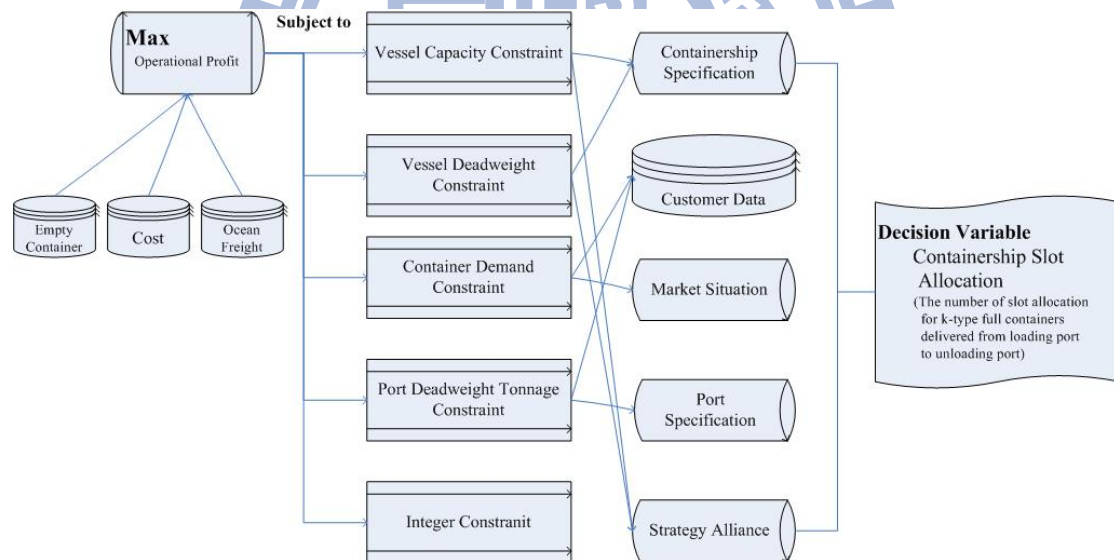 Max
Operational Profit
Subject to
Empty
Container
Cost
Ocean
Freight
Vessel Capacity Constraint
Vessel Deadweight
Constraint
Container Demand
Constraint
Port Deadweight Tonnage
Constraint
Integer Constranit
Containership
Specification
Customer Data
Market Situation
Port
Specification
Strategy Alliance
Decision Variable
Containership Slot
Allocation
(The number of slot allocation
for k-type full containers
delivered from loading port
to unloading port)